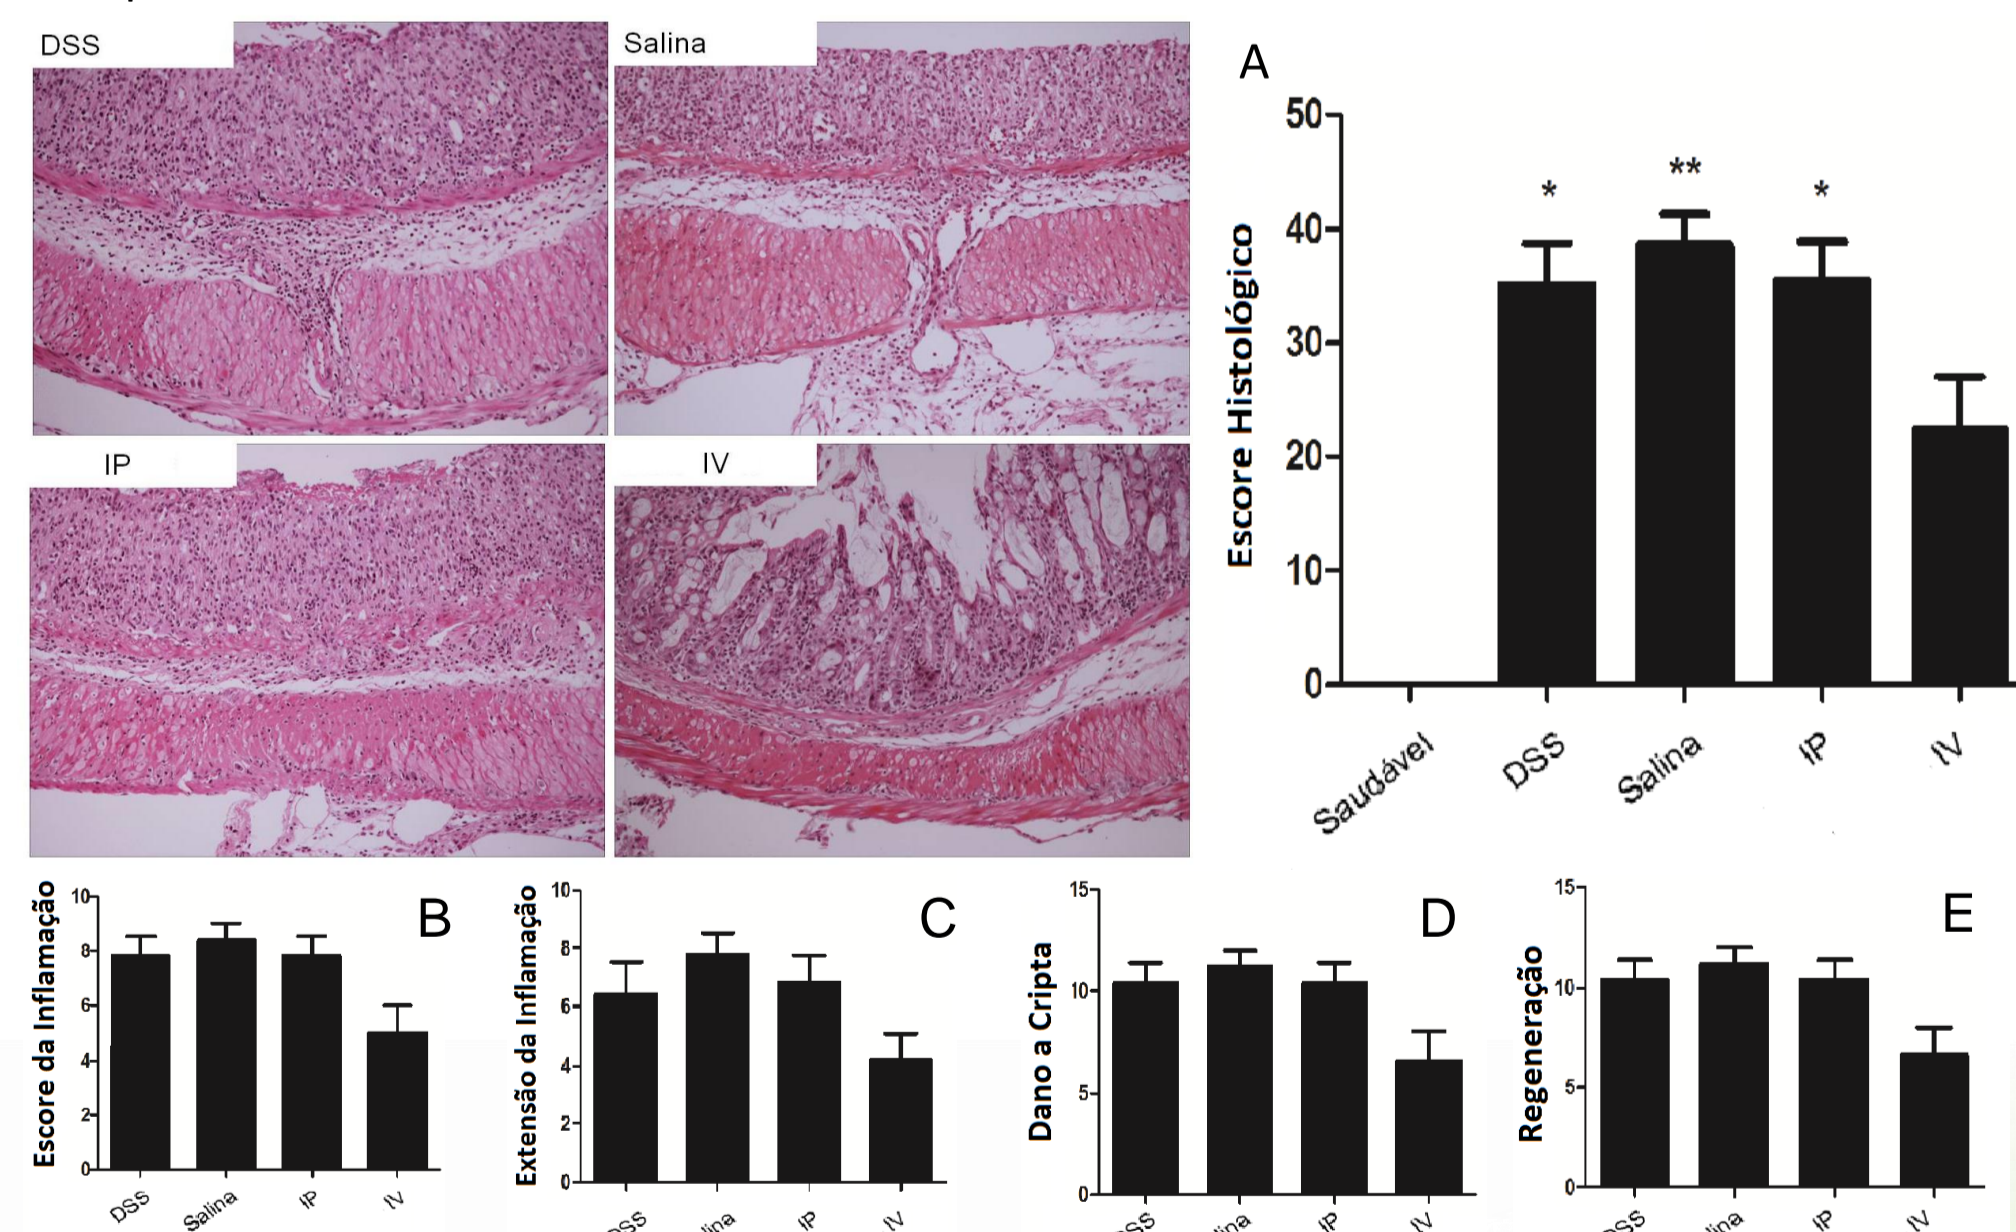 DSS
Salina
IP
IV
A
Escore Histológico
50
40
30
20
10
0
*
**
*
Saudável
DSS
Salina
IP
IV
B
Escore da Inflamação
10
8
6
4
2
0
DSS
Salina
IP
IV
C
Extensão da Inflamação
10
8
6
4
2
0
IP
IV
D
Dano a Cripta
15
10
5
0
IP
IV
E
Regeneração
15
10
5
0
IP
IV